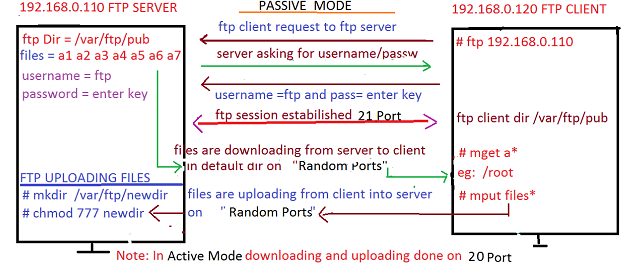 192.168.0.110 FTP SERVER
PASSIVE MODE
192.168.0.120 FTP CLIENT
ftp Dir = /var/ftp/pub
files = a1 a2 a3 a4 a5 a6 a7
username = ftp
password = enter key
ftp client request to ftp server
server asking for username/passw
username =ftp and pass= enter key
ftp session estabilished 21 Port
# ftp 192.168.0.110
ftp client dir /var/ftp/pub
files are downloading from server to client
in default dir on "Random Ports"
# mget a*
eg: /root
# mput files*
FTP UPLOADING FILES
# mkdir /var/ftp/newdir
# chmod 777 newdir
files are uploading from client into server
on "Random Ports"
Note: In Active Mode downloading and uploading done on 20 Port